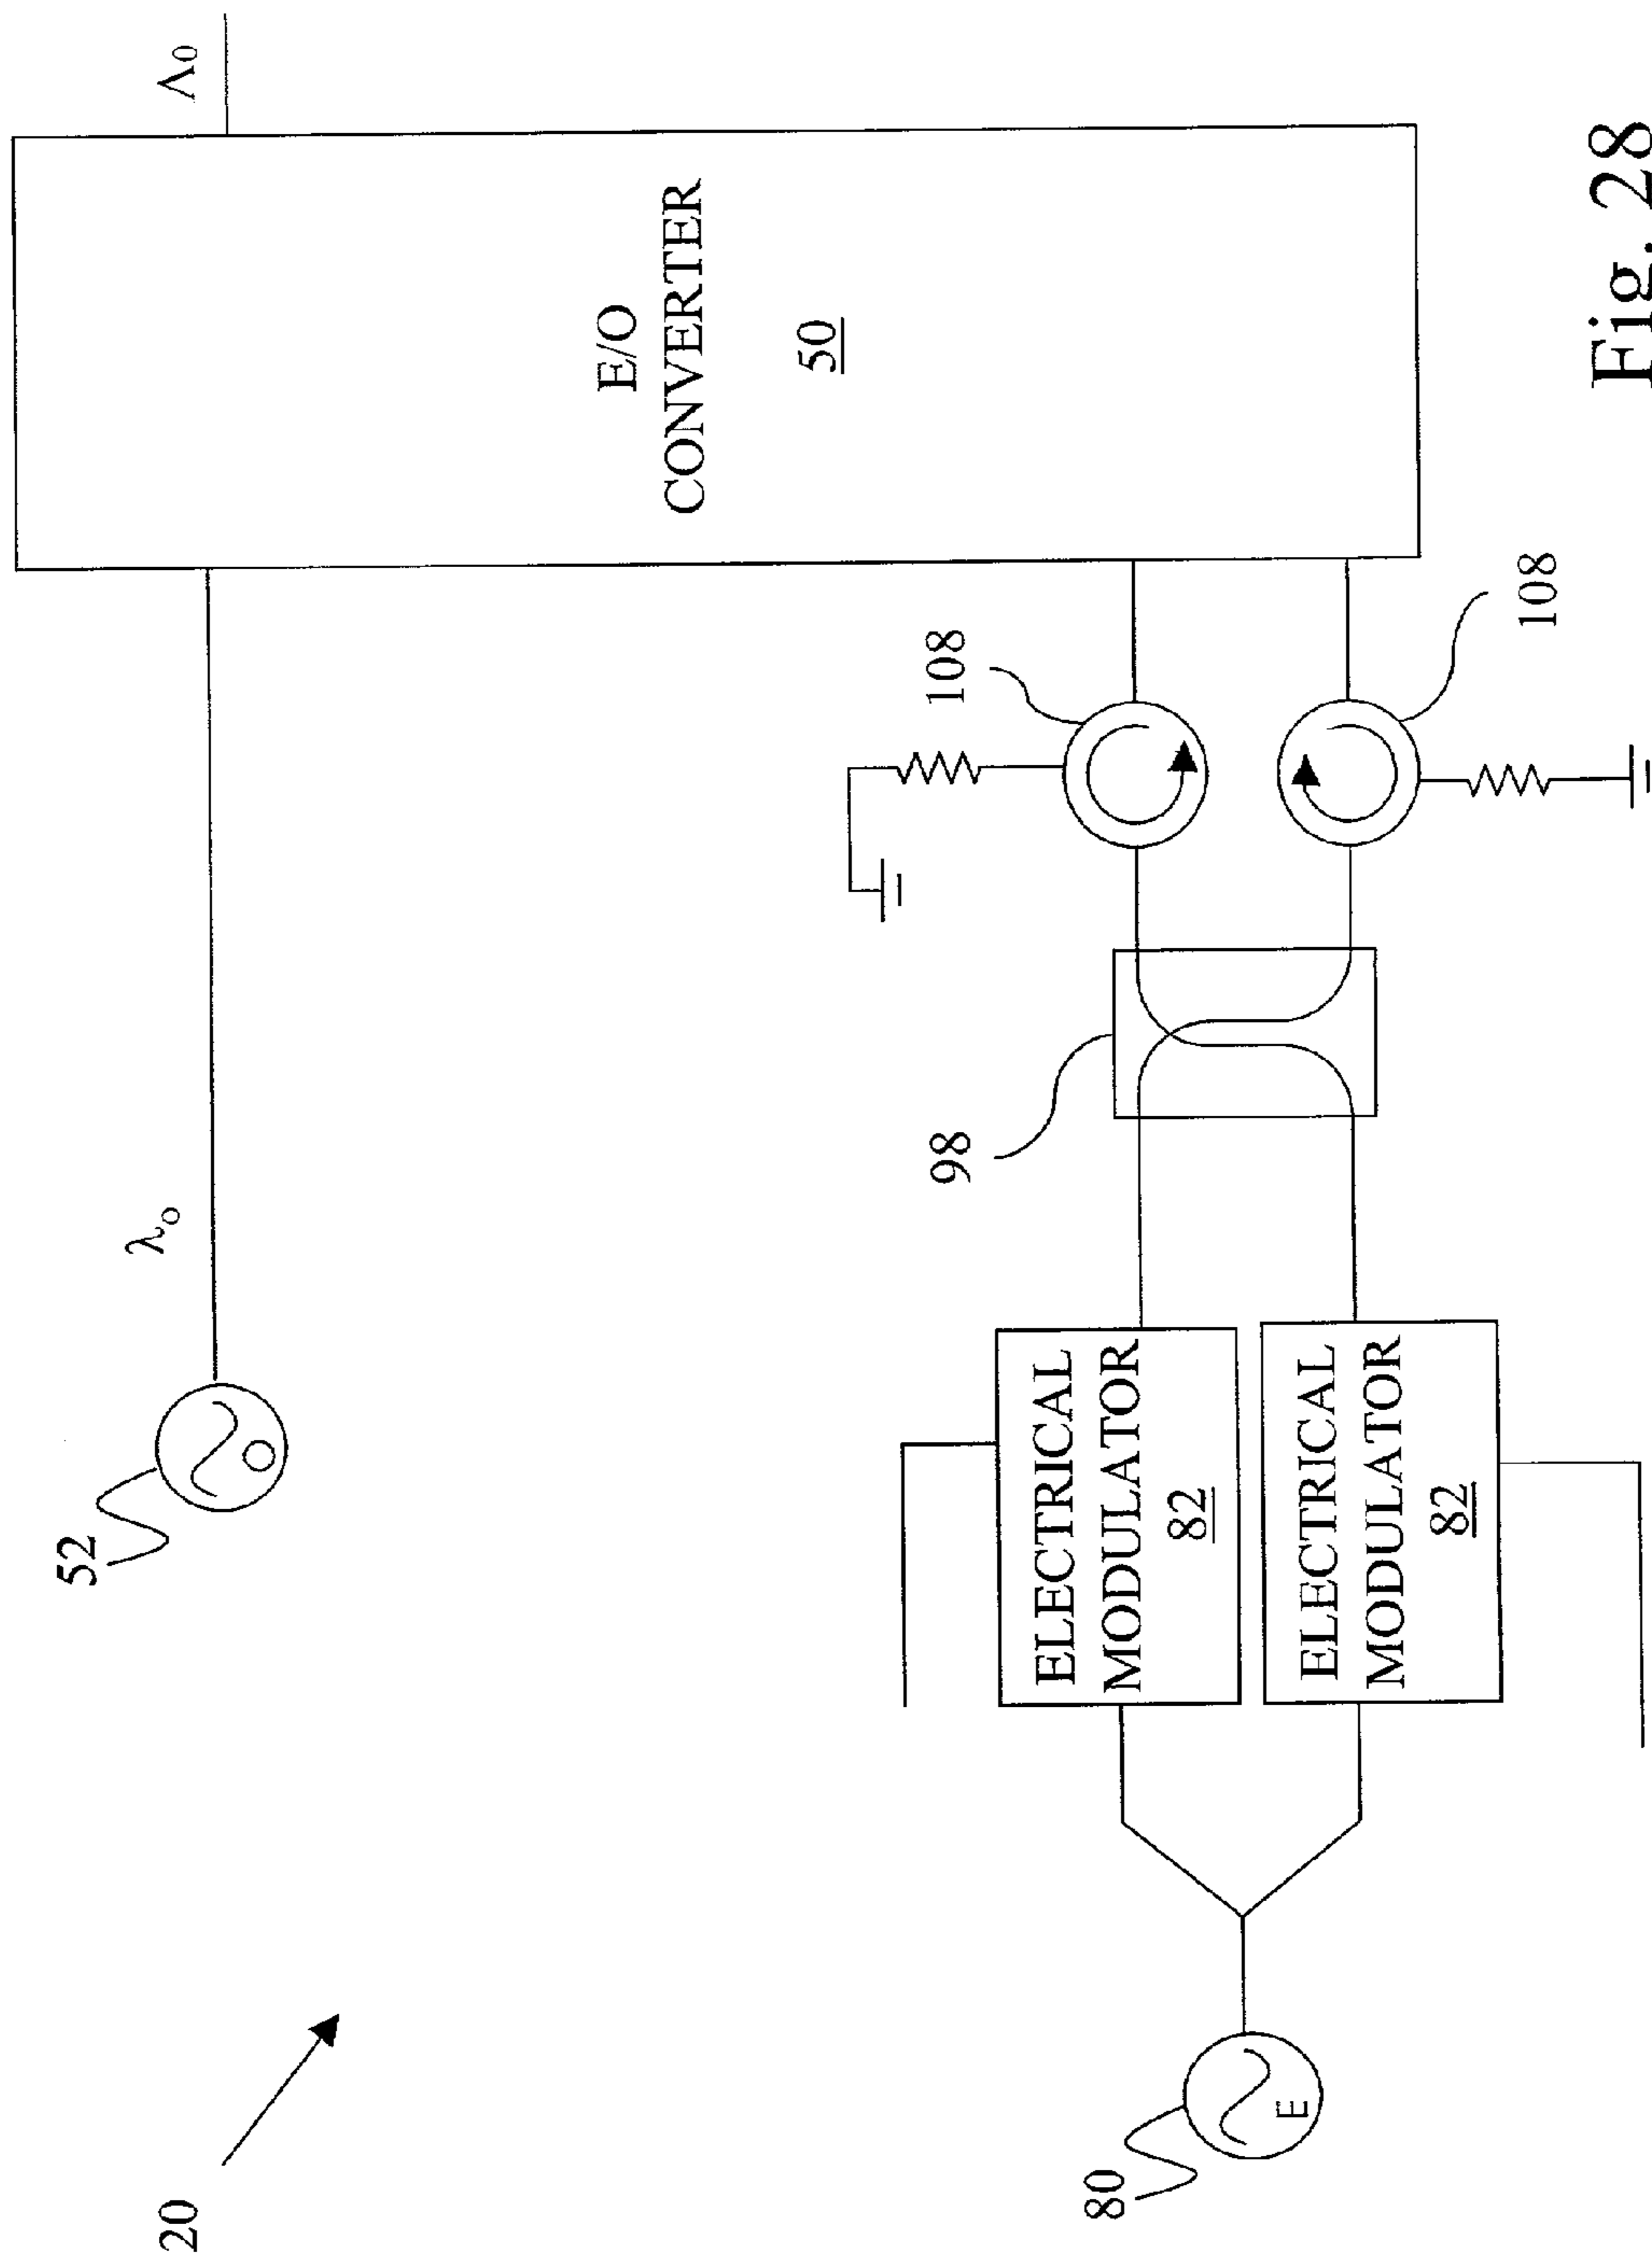 20
52
λo
Λ0
E/O
CONVERTER
50
108
108
98
ELECTRICAL
MODULATOR
82
ELECTRICAL
MODULATOR
82
80
E
Fig. 28